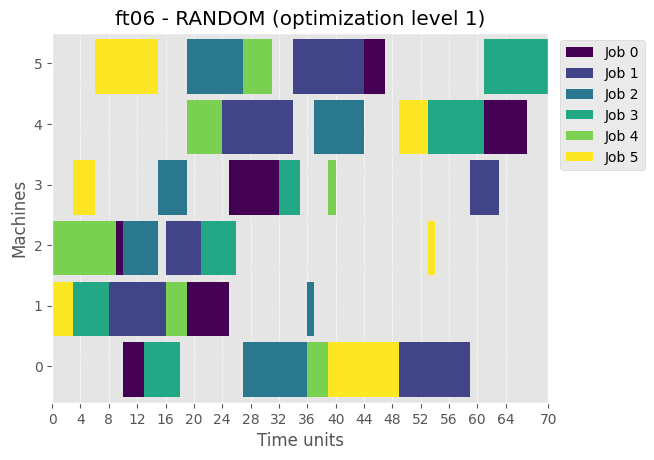 ft06 - RANDOM (optimization level 1)
Machines
5
4
3
2
1
0
0 4 8 12 16 20 24 28 32 36 40 44 48 52 56 60 64 70
Time units
Job 0
Job 1
Job 2
Job 3
Job 4
Job 5